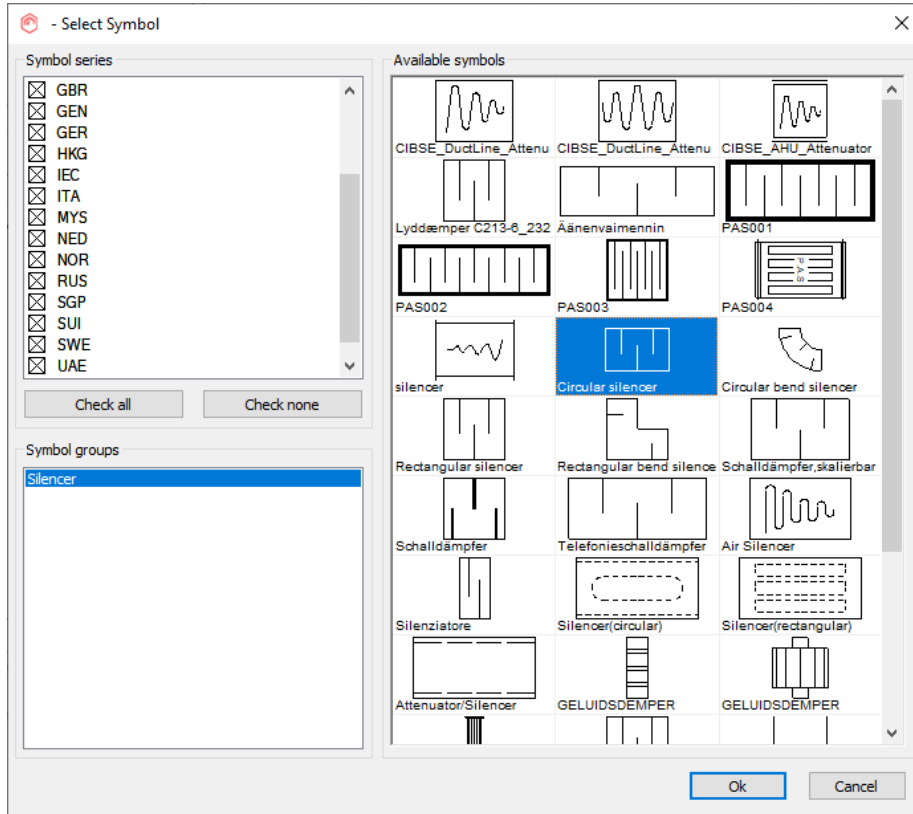 - Select Symbol
Symbol series
GBR
GEN
GER
HKG
IEC
ITA
MYS
NED
NOR
RUS
SGP
SUI
SWE
UAE
Check all
Check none
Symbol groups
Silencer
Available symbols
CIBSE_DuctLine_Attenu CIBSE_DuctLine_Attenu CIBSE_AHU_Attenuator
Lyddæmper C213-6_232 Äänenvaimennin PAS001
PAS
PAS002 PAS003 PAS004
silencer Circular silencer Circular bend silencer
Rectangular silencer Rectangular bend silence Schalldämpfer,skalierbar
Schalldämpfer Telefonieschalldämpfer Air Silencer
Silenziatore Silencer(circular) Silencer(rectangular)
Attenuator/Silencer GELUIDSDEMPER GELUIDSDEMPER
Ok
Cancel